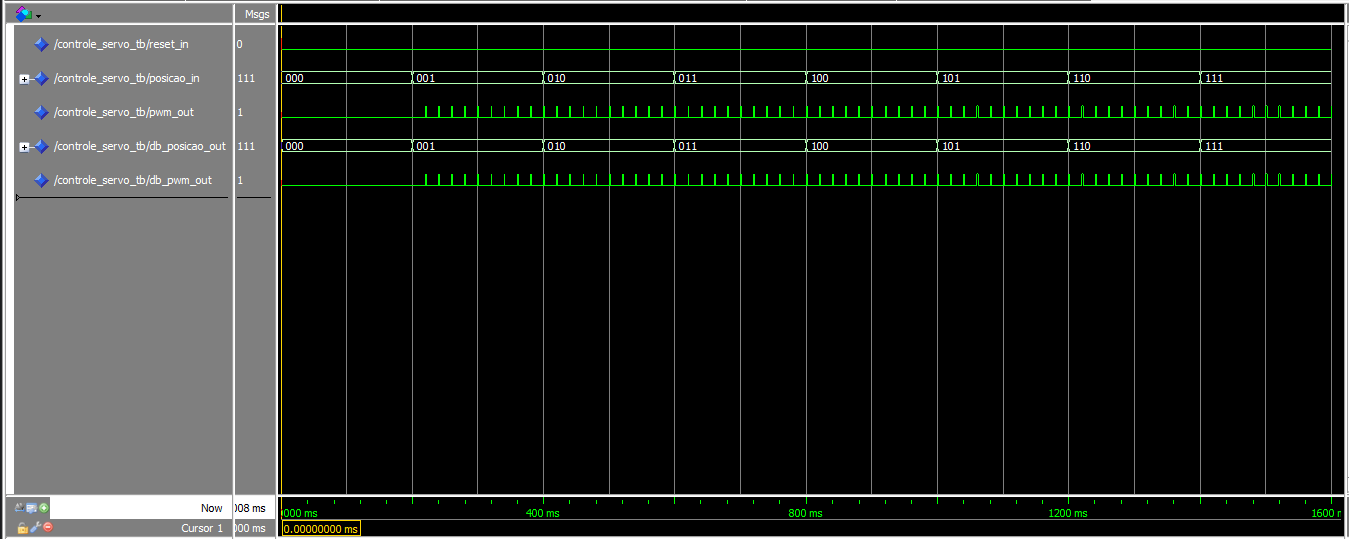 Msgs
/controle_servo_tb/reset_in 0
/controle_servo_tb/posicao_in 111 000 001 010 011 100 101 110 111
/controle_servo_tb/pwm_out 1
/controle_servo_tb/db_posicao_out 111 000 001 010 011 100 101 110 111
/controle_servo_tb/db_pwm_out 1
Now 008 ms 0000 ms 400 ms 800 ms 1200 ms 1600
Cursor 1 000 ms 0.00000000 ms